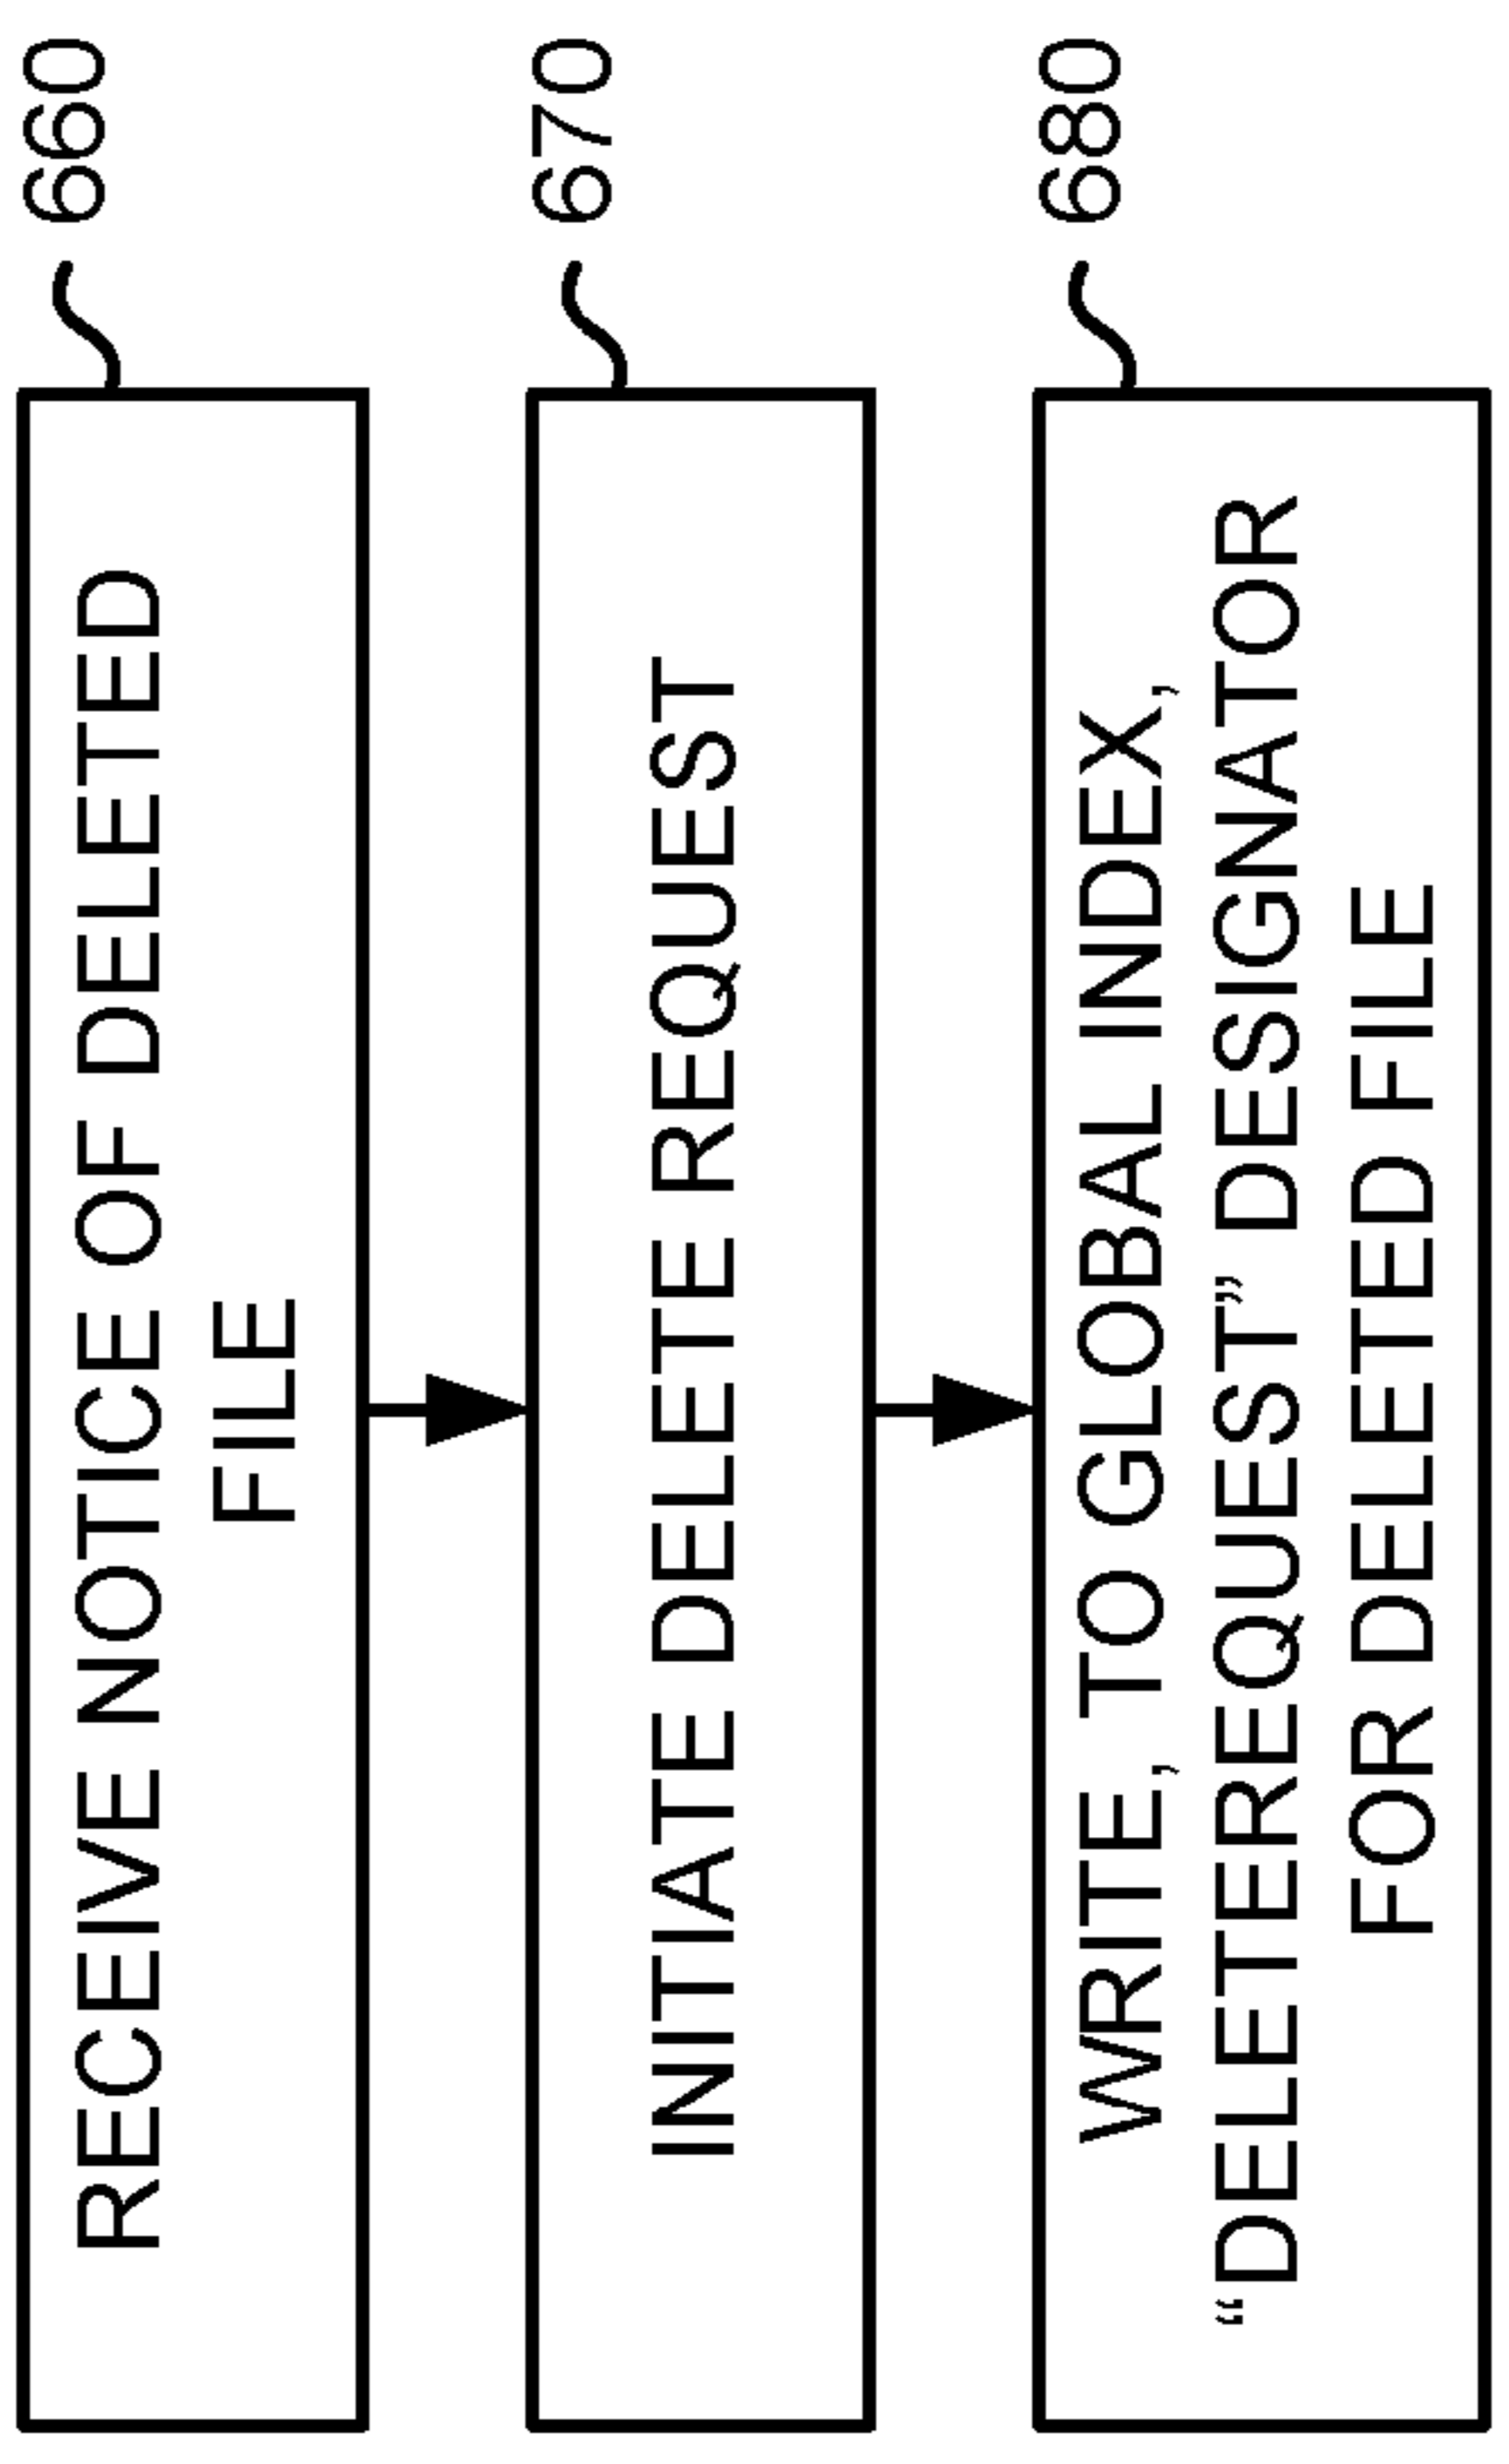 RECEIVE NOTICE OF DELETED
FILE
660
INITIATE DELETE REQUEST
670
WRITE, TO GLOBAL INDEX,
“DELETEREQUEST” DESIGNATOR
FOR DELETED FILE
680